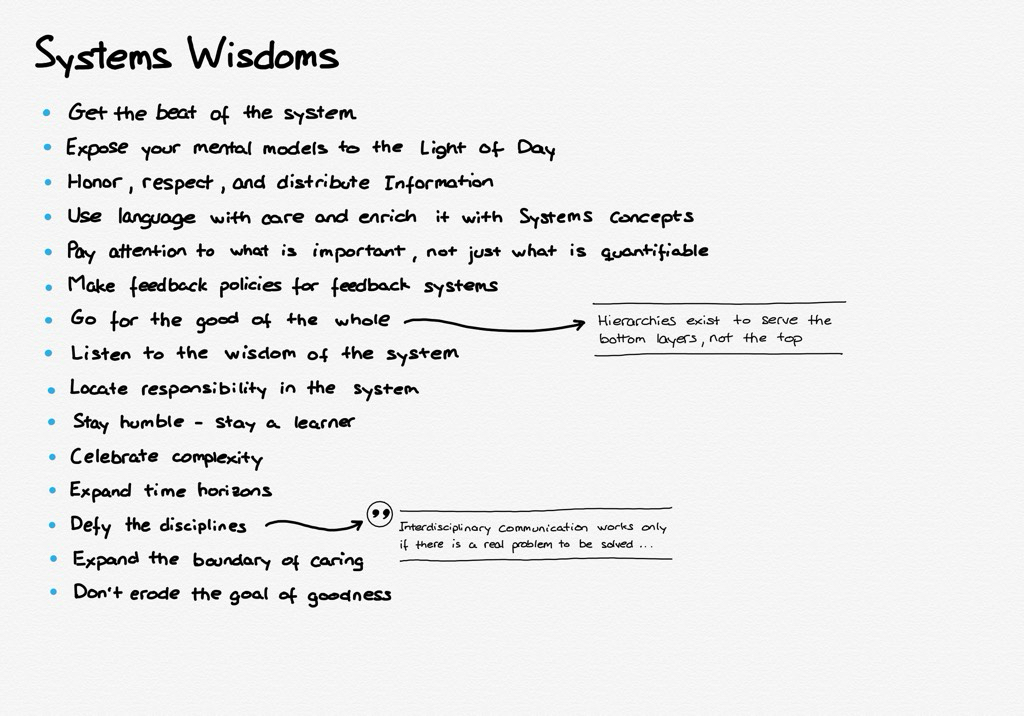 Systems Wisdoms
• Get the beat of the system
• Expose your mental models to the Light of Day
• Honor, respect, and distribute Information
• Use language with care and enrich it with Systems Concepts
• Pay attention to what is important, not just what is quantifiable
• Make feedback policies for feedback systems
• Go for the good of the whole
Hierarchies exist to serve the
bottom layers, not the top
• Listen to the wisdom of the system
• Locate responsibility in the system
• Stay humble - stay a learner
• Celebrate complexity
• Expand time horizons
• Defy the disciplines
Interdisciplinary communication works only
if there is a real problem to be solved ...
• Expand the boundary of caring
• Don't erode the goal of goodness